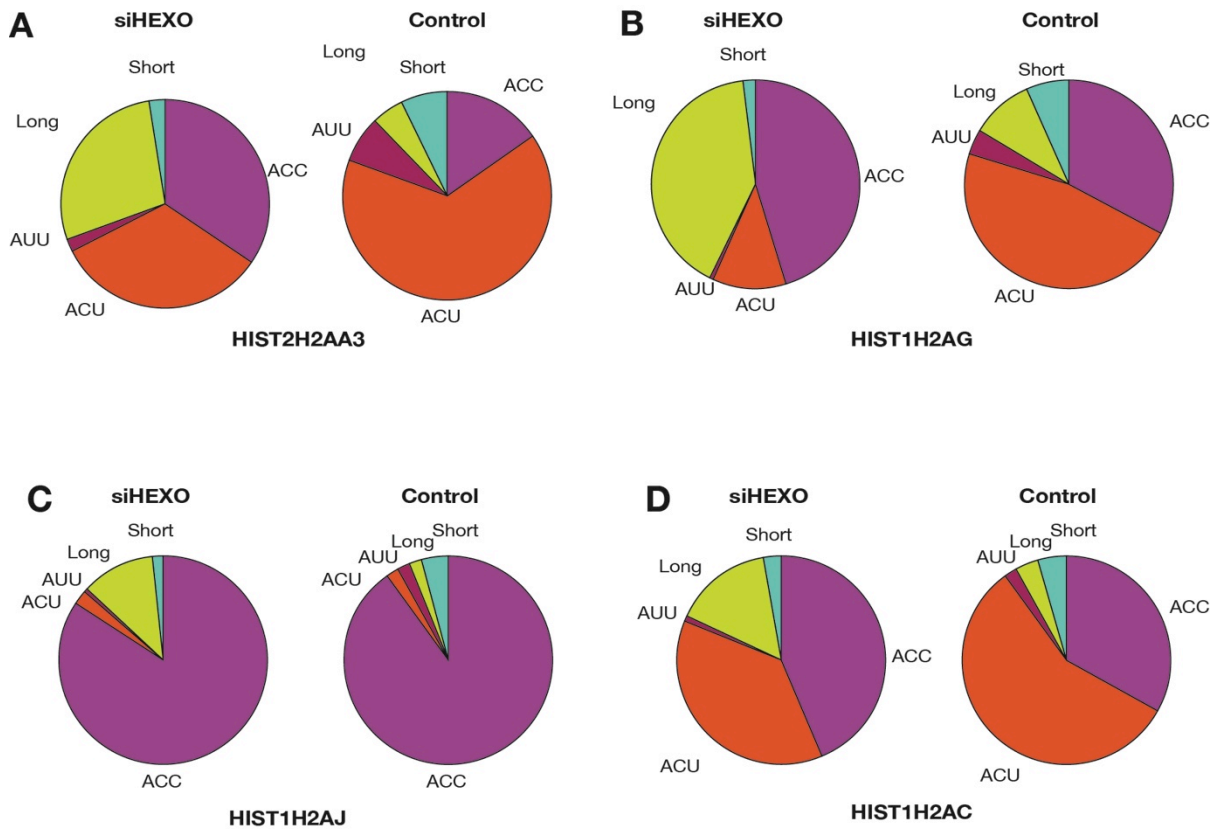 A
siHEXO
Control
Short
Long
ACC
AUU
ACU
Long
Short
ACC
AUU
ACU
HIST2H2AA3
B
siHEXO
Control
Short
Long
ACC
AUU
ACU
Short
Long
AUU
ACC
ACU
HIST1H2AG
C
siHEXO
Control
Short
Long
AUU
ACU
ACC
Short
Long
AUU
ACU
ACC
HIST1H2AJ
D
siHEXO
Control
Short
Long
AUU
ACC
ACU
Short
Long
AUU
ACC
ACU
HIST1H2AC